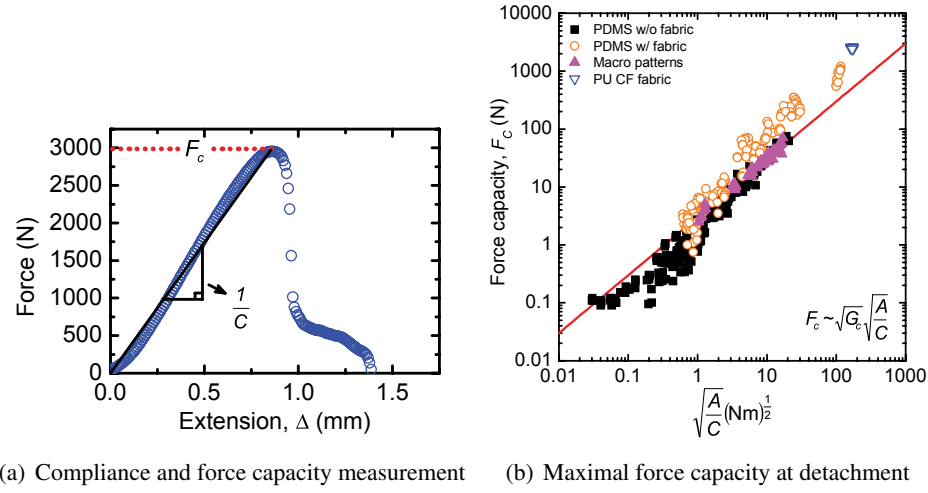 3000
2500
2000
1500
1000
500
0
Force (N)
F_c
1/C
0.0 0.5 1.0 1.5
Extension, Δ (mm)
(a) Compliance and force capacity measurement
10000
1000
100
10
1
0.1
0.01
Force capacity, F_C (N)
PDMS w/o fabric
PDMS w/ fabric
Macro patterns
PU CF fabric
F_c ~ √G_c √(A/C)
0.01 0.1 1 10 100 1000
√(A/C) (Nm)^(1/2)
(b) Maximal force capacity at detachment